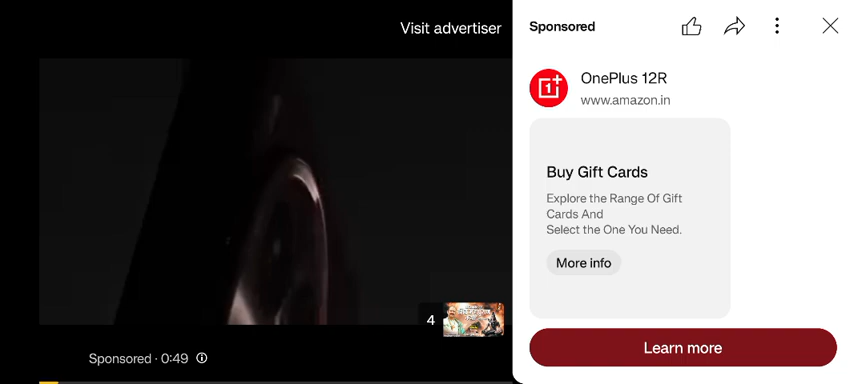 Visit advertiser
4
Sponsored · 0:49
Sponsored
OnePlus 12R
www.amazon.in
Buy Gift Cards
Explore the Range Of Gift
Cards And
Select the One You Need.
More info
Learn more